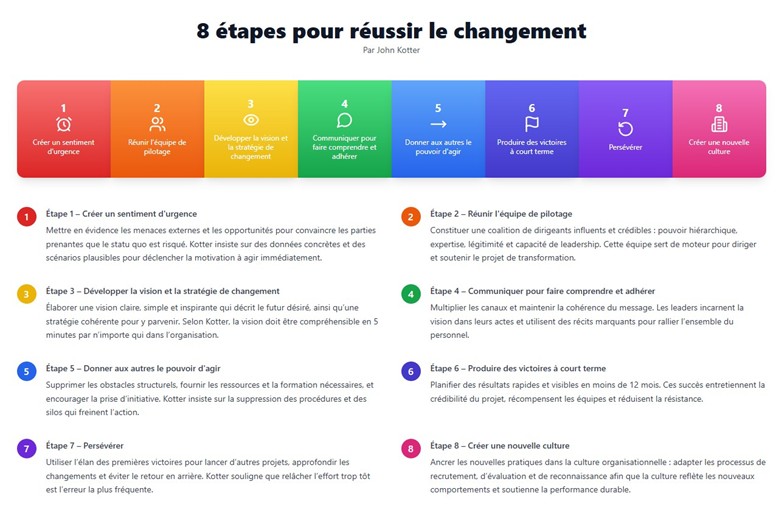 8 étapes pour réussir le changement
Par John Kotter
1
Créer un sentiment
d'urgence
2
Réunir l'équipe de
pilotage
3
Développer la vision et
la stratégie de
changement
4
Communiquer pour
faire comprendre et
adhérer
5
Donner aux autres le
pouvoir d'agir
6
Produire des victoires
à court terme
7
Persévérer
8
Créer une nouvelle
culture
1
Étape 1 – Créer un sentiment d'urgence
Mettre en évidence les menaces externes et les opportunités pour convaincre les parties
prenantes que le statu quo est risqué. Kotter insiste sur des données concrètes et des
scénarios plausibles pour déclencher la motivation à agir immédiatement.
2
Étape 2 – Réunir l'équipe de pilotage
Constituer une coalition de dirigeants influents et crédibles : pouvoir hiérarchique,
expertise, légitimité et capacité de leadership. Cette équipe sert de moteur pour diriger
et soutenir le projet de transformation.
3
Étape 3 – Développer la vision et la stratégie de changement
Élaborer une vision claire, simple et inspirante qui décrit le futur désiré, ainsi qu'une
stratégie cohérente pour y parvenir. Selon Kotter, la vision doit être compréhensible en 5
minutes par n'importe qui dans l'organisation.
4
Étape 4 – Communiquer pour faire comprendre et adhérer
Multiplier les canaux et maintenir la cohérence du message. Les leaders incarnent la
vision dans leurs actes et utilisent des récits marquants pour rallier l'ensemble du
personnel.
5
Étape 5 – Donner aux autres le pouvoir d'agir
Supprimer les obstacles structurels, fournir les ressources et la formation nécessaires, et
encourager la prise d'initiative. Kotter insiste sur la suppression des procédures et des
silos qui freinent l'action.
6
Étape 6 – Produire des victoires à court terme
Planifier des résultats rapides et visibles en moins de 12 mois. Ces succès entretiennent la
crédibilité du projet, récompensent les équipes et réduisent la résistance.
7
Étape 7 – Persévérer
Utiliser l'élan des premières victoires pour lancer d'autres projets, approfondir les
changements et éviter le retour en arrière. Kotter souligne que relâcher l'effort trop tôt
est l'erreur la plus fréquente.
8
Étape 8 – Créer une nouvelle culture
Ancrer les nouvelles pratiques dans la culture organisationnelle : adapter les processus de
recrutement, d'évaluation et de reconnaissance afin que la culture reflète les nouveaux
comportements et soutienne la performance durable.